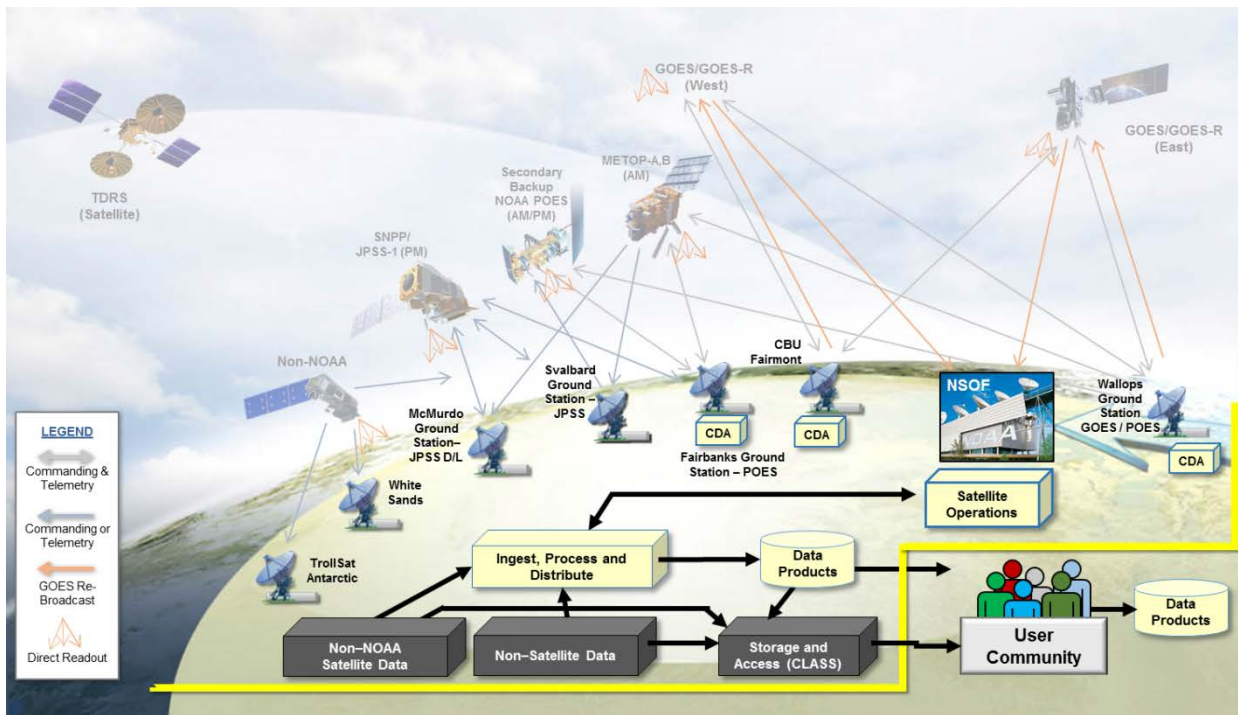 GOES/GOES-R
(West)
GOES/GOES-R
(East)
TDRS
(Satellite)
METOP-A,B
(AM)
Secondary
Backup
NOAA POES
(AM/PM)
SNPP/
JPSS-1 (PM)
Non-NOAA
CBU
Fairmont
Svalbard
Ground
Station –
JPSS
McMurdo
Ground
Station–
JPSS D/L
CDA
CDA
Fairbanks Ground
Station – POES
NSOF
NOAA
Wallops
Ground
Station
GOES / POES
CDA
White
Sands
TrollSat
Antarctic
Satellite
Operations
Ingest, Process and
Distribute
Data
Products
Non–NOAA
Satellite Data
Non–Satellite Data
Storage and
Access (CLASS)
User
Community
Data
Products
LEGEND
Commanding &
Telemetry
Commanding or
Telemetry
GOES Re-
Broadcast
Direct Readout